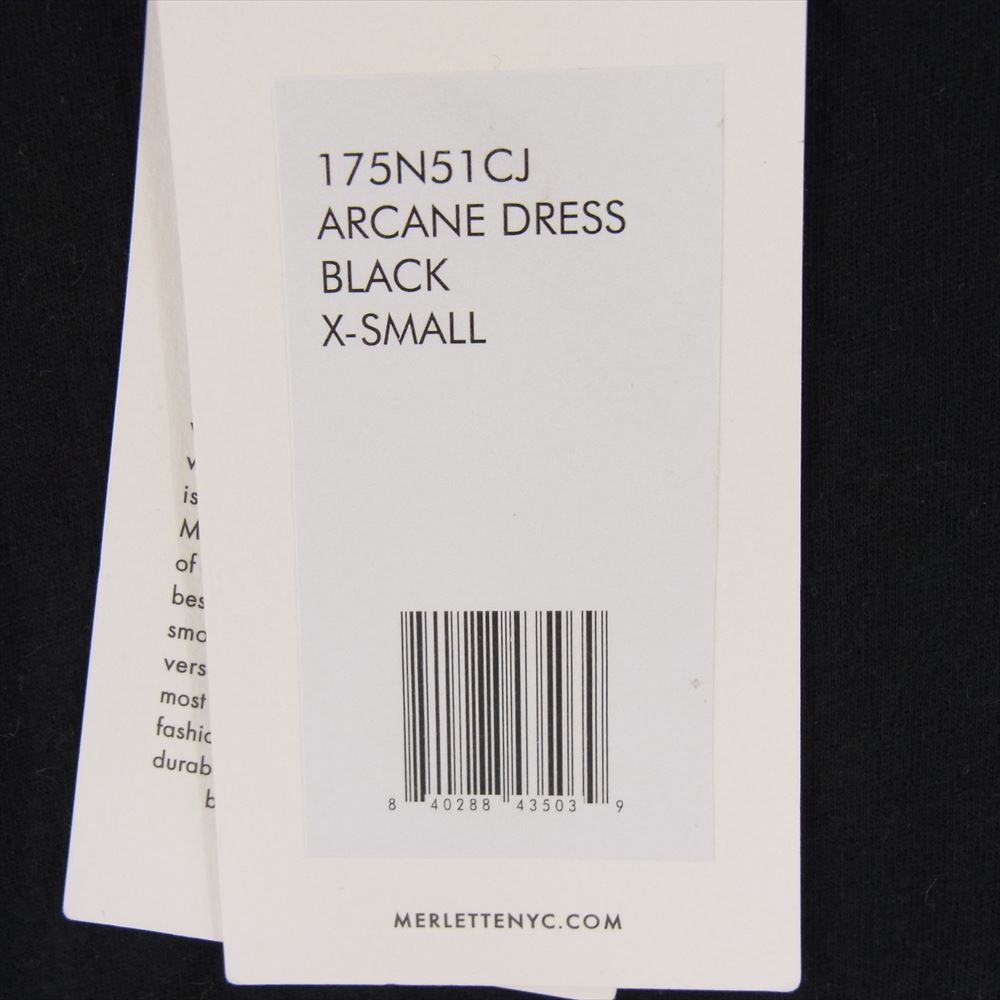 175N51CJ
ARCANE DRESS
BLACK
X-SMALL
is
of
most
8 40288 43503 9
MERLETTENYC.COM